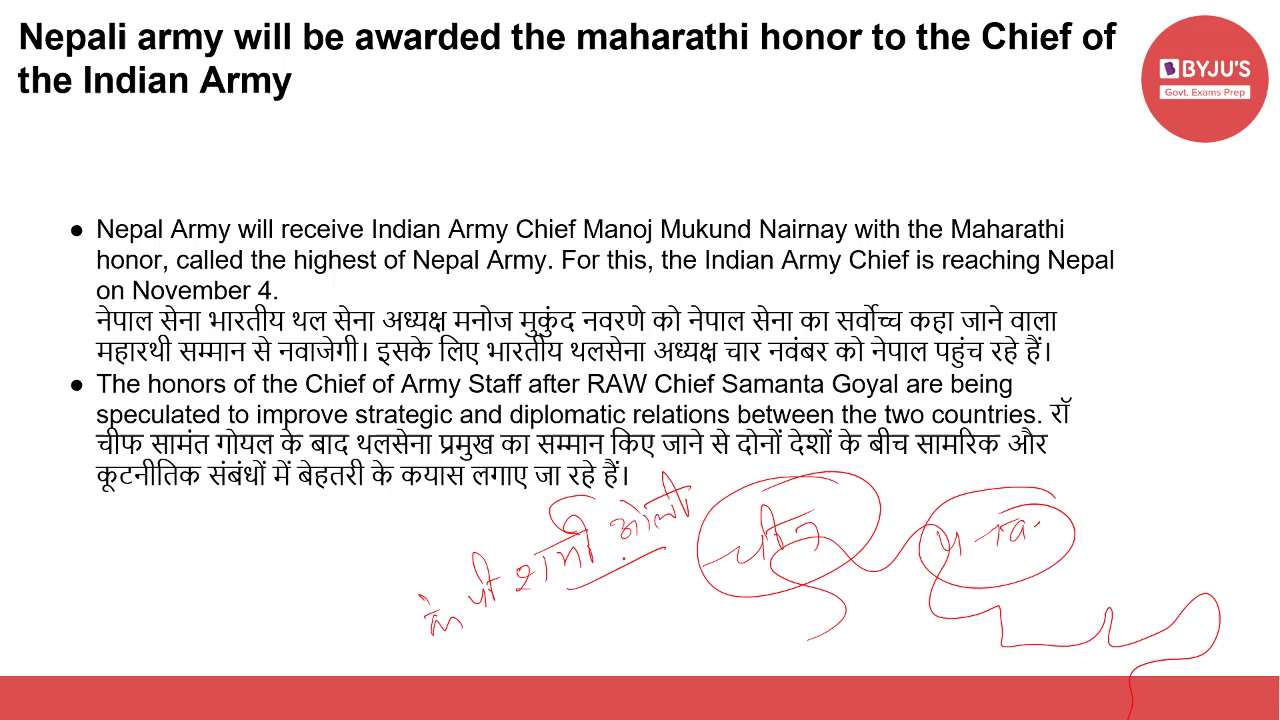 Nepali army will be awarded the maharathi honor to the Chief of
the Indian Army
BYJU'S
Govt. Exams Prep
● Nepal Army will receive Indian Army Chief Manoj Mukund Nairnay with the Maharathi
honor, called the highest of Nepal Army. For this, the Indian Army Chief is reaching Nepal
on November 4.
नेपाल सेना भारतीय थल सेना अध्यक्ष मनोज मुकुंद नवरणे को नेपाल सेना का सर्वोच्च कहा जाने वाला
महारथी सम्मान से नवाजेगी। इसके लिए भारतीय थलसेना अध्यक्ष चार नवंबर को नेपाल पहुंच रहे हैं।
● The honors of the Chief of Army Staff after RAW Chief Samanta Goyal are being
speculated to improve strategic and diplomatic relations between the two countries. रॉ
चीफ सामंत गोयल के बाद थलसेना प्रमुख का सम्मान किए जाने से दोनों देशों के बीच सामरिक और
कूटनीतिक संबंधों में बेहतरी के कयास लगाए जा रहे हैं।
के पी शर्मा ओली
चीन